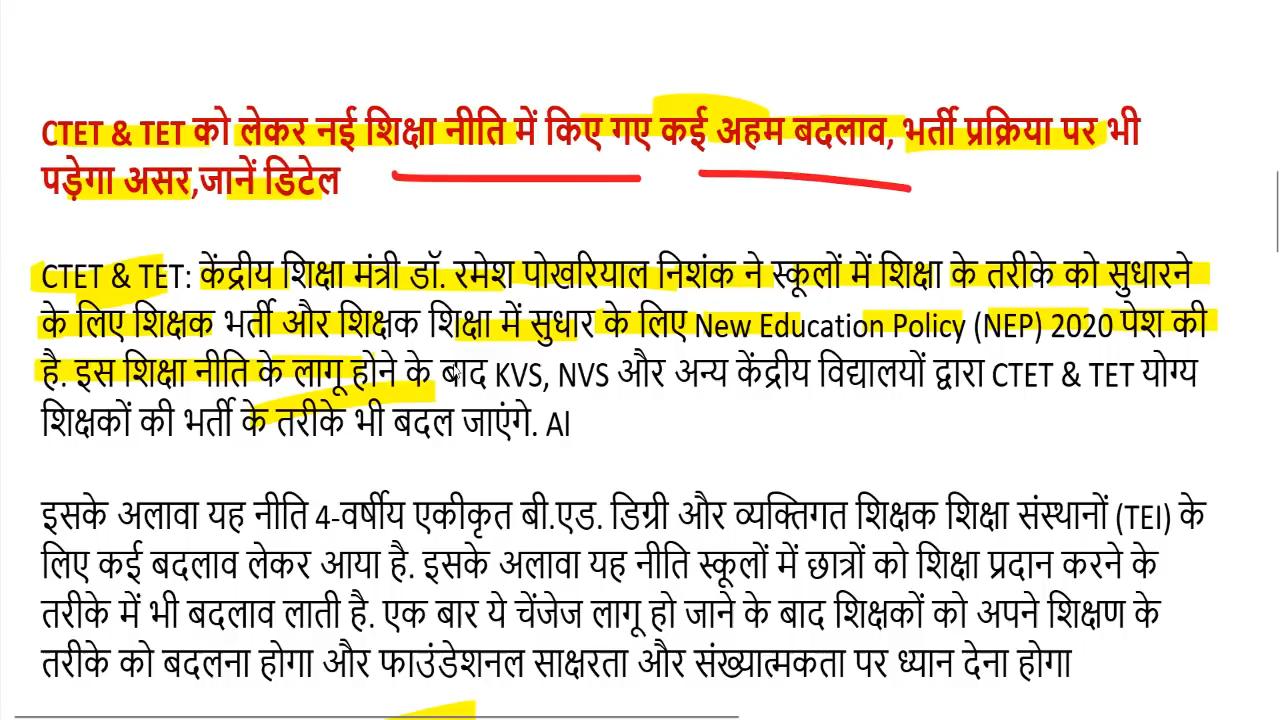 CTET & TET को लेकर नई शिक्षा नीति में किए गए कई अहम बदलाव, भर्ती प्रक्रिया पर भी
पड़ेगा असर,जानें डिटेल
CTET & TET: केंद्रीय शिक्षा मंत्री डॉ. रमेश पोखरियाल निशंक ने स्कूलों में शिक्षा के तरीके को सुधारने
के लिए शिक्षक भर्ती और शिक्षक शिक्षा में सुधार के लिए New Education Policy (NEP) 2020 पेश की
है. इस शिक्षा नीति के लागू होने के बाद KVS, NVS और अन्य केंद्रीय विद्यालयों द्वारा CTET & TET योग्य
शिक्षकों की भर्ती के तरीके भी बदल जाएंगे. AI
इसके अलावा यह नीति 4-वर्षीय एकीकृत बी.एड. डिग्री और व्यक्तिगत शिक्षक शिक्षा संस्थानों (TEI) के
लिए कई बदलाव लेकर आया है. इसके अलावा यह नीति स्कूलों में छात्रों को शिक्षा प्रदान करने के
तरीके में भी बदलाव लाती है. एक बार ये चेंजेज लागू हो जाने के बाद शिक्षकों को अपने शिक्षण के
तरीके को बदलना होगा और फाउंडेशनल साक्षरता और संख्यात्मकता पर ध्यान देना होगा